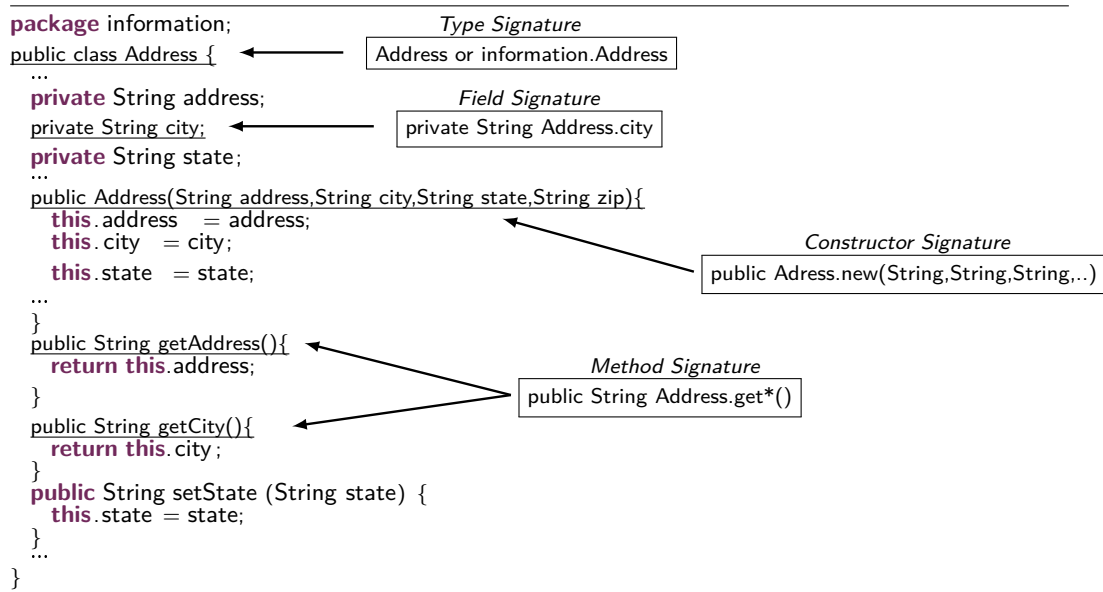 package information;
Type Signature
public class Address {
Address or information.Address
...
private String address;
Field Signature
private String city;
private String Address.city
private String state;
...
public Address(String address,String city,String state,String zip){
this.address = address;
this.city = city;
Constructor Signature
this.state = state;
public Adress.new(String,String,String,..)
...
}
public String getAddress(){
return this.address;
Method Signature
}
public String Address.get*()
public String getCity(){
return this.city;
}
public String setState (String state) {
this.state = state;
}
...
}